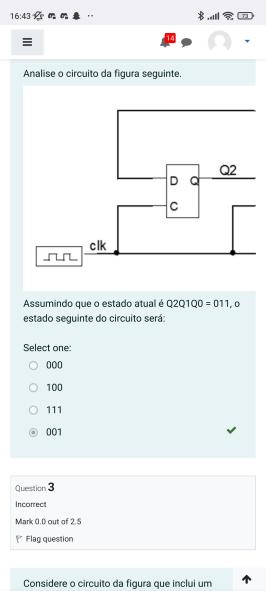 16:43
72
14
Analise o circuito da figura seguinte.
D Q
Q2
C
clk
Assumindo que o estado atual é Q2Q1Q0 = 011, o
estado seguinte do circuito será:
Select one:
000
100
111
001
Question 3
Incorrect
Mark 0.0 out of 2.5
Flag question
Considere o circuito da figura que inclui um